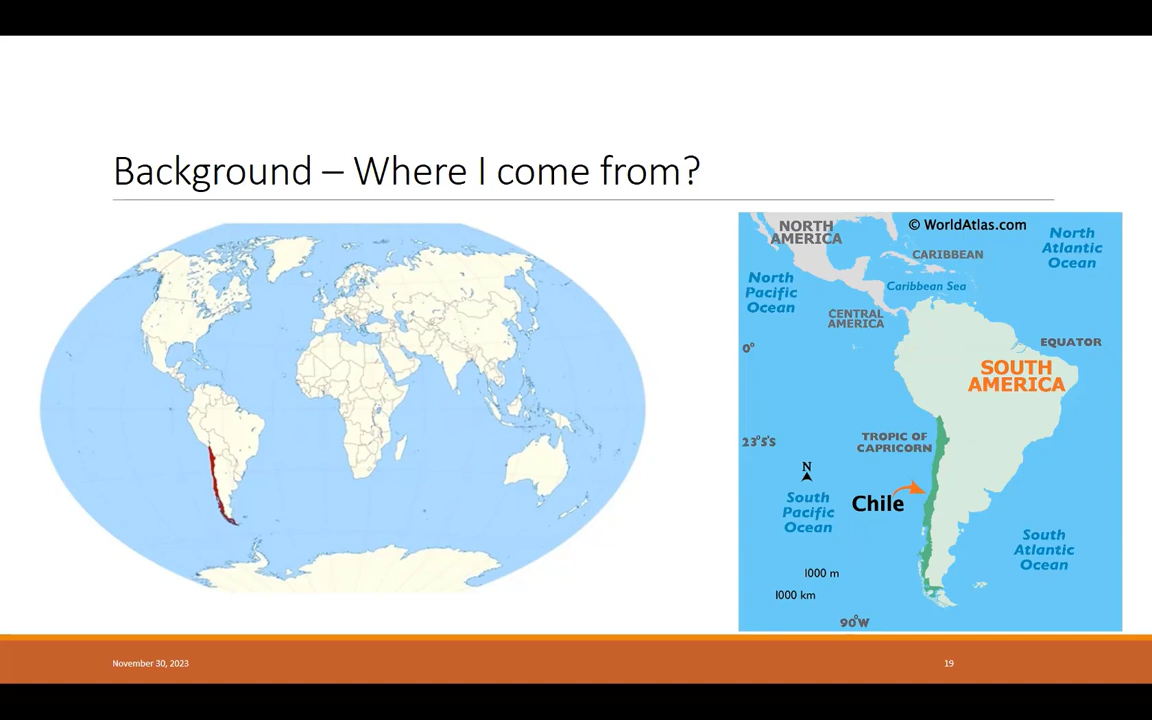 Background – Where I come from?
© WorldAtlas.com
NORTH
AMERICA
North
Atlantic
Ocean
CARIBBEAN
North
Pacific
Ocean
Caribbean Sea
CENTRAL
AMERICA
EQUATOR
0°
SOUTH
AMERICA
TROPIC OF
CAPRICORN
23°5'S
N
South
Pacific
Ocean
Chile
South
Atlantic
Ocean
1000 m
1000 km
90°W
November 30, 2023
19